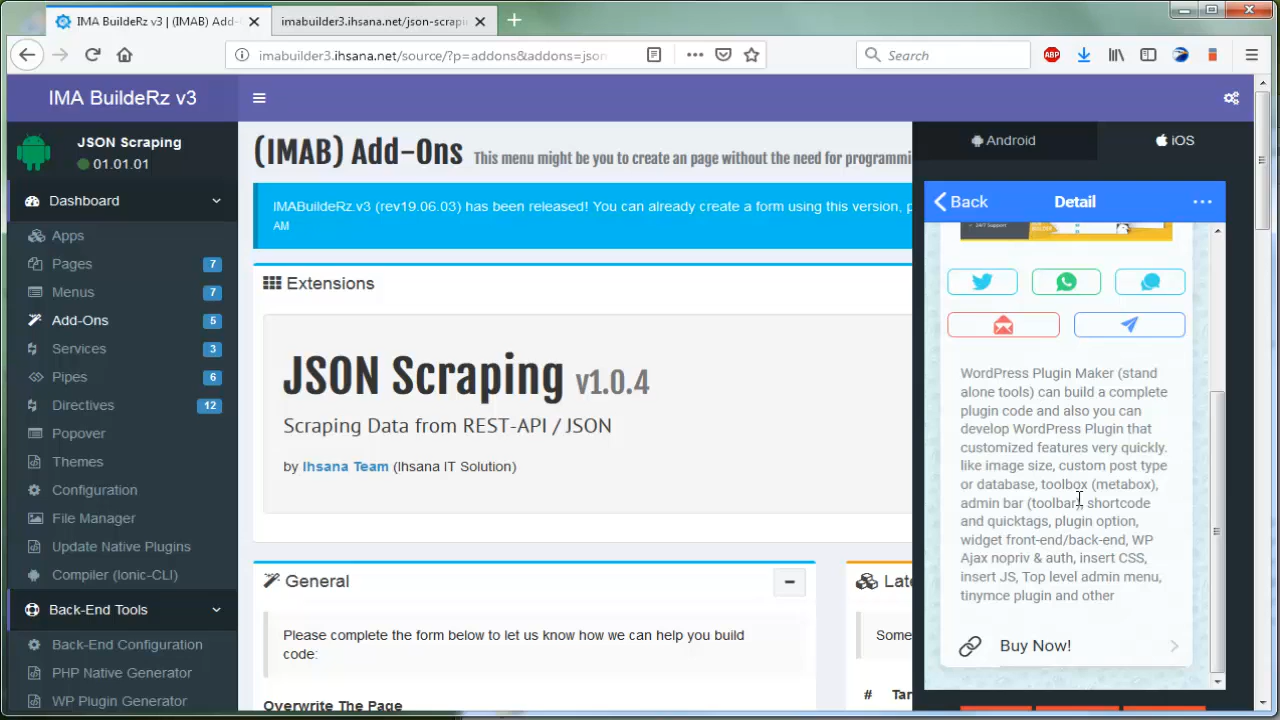 IMA BuildeRz v3 | (IMAB) Add-
imabuilder3.ihsana.net/json-scrapi
imabuilder3.ihsana.net/source/?p=addons&addons=json
Search
ABP
IMA BuildeRz v3
JSON Scraping
01.01.01
Dashboard
Apps
Pages 7
Menus 7
Add-Ons 5
Services 3
Pipes 6
Directives 12
Popover
Themes
Configuration
File Manager
Update Native Plugins
Compiler (Ionic-CLI)
Back-End Tools
Back-End Configuration
PHP Native Generator
WP Plugin Generator
(IMAB) Add-Ons This menu might be you to create an page without the need for programmi
IMABuildeRz.v3 (rev19.06.03) has been released! You can already create a form using this version, p
AM
Extensions
JSON Scraping v1.0.4
Scraping Data from REST-API / JSON
by Ihsana Team (Ihsana IT Solution)
General
Please complete the form below to let us know how we can help you build
code:
Overwrite The Page
Late
Some
# Tar
Android
iOS
Back
Detail
24/7 Support
WordPress Plugin Maker (stand
alone tools) can build a complete
plugin code and also you can
develop WordPress Plugin that
customized features very quickly.
like image size, custom post type
or database, toolbox (metabox),
admin bar (toolbar), shortcode
and quicktags, plugin option,
widget front-end/back-end, WP
Ajax nopriv & auth, insert CSS,
insert JS, Top level admin menu,
tinymce plugin and other
Buy Now!